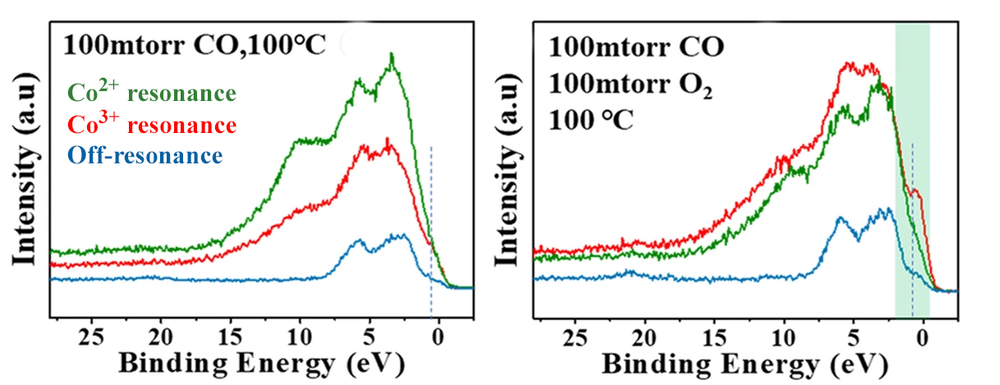 100mtorr CO,100℃
Co²⁺ resonance
Co³⁺ resonance
Off-resonance
Intensity (a.u)
25 20 15 10 5 0
Binding Energy (eV)
100mtorr CO
100mtorr O₂
100 ℃
Intensity (a.u)
25 20 15 10 5 0
Binding Energy (eV)